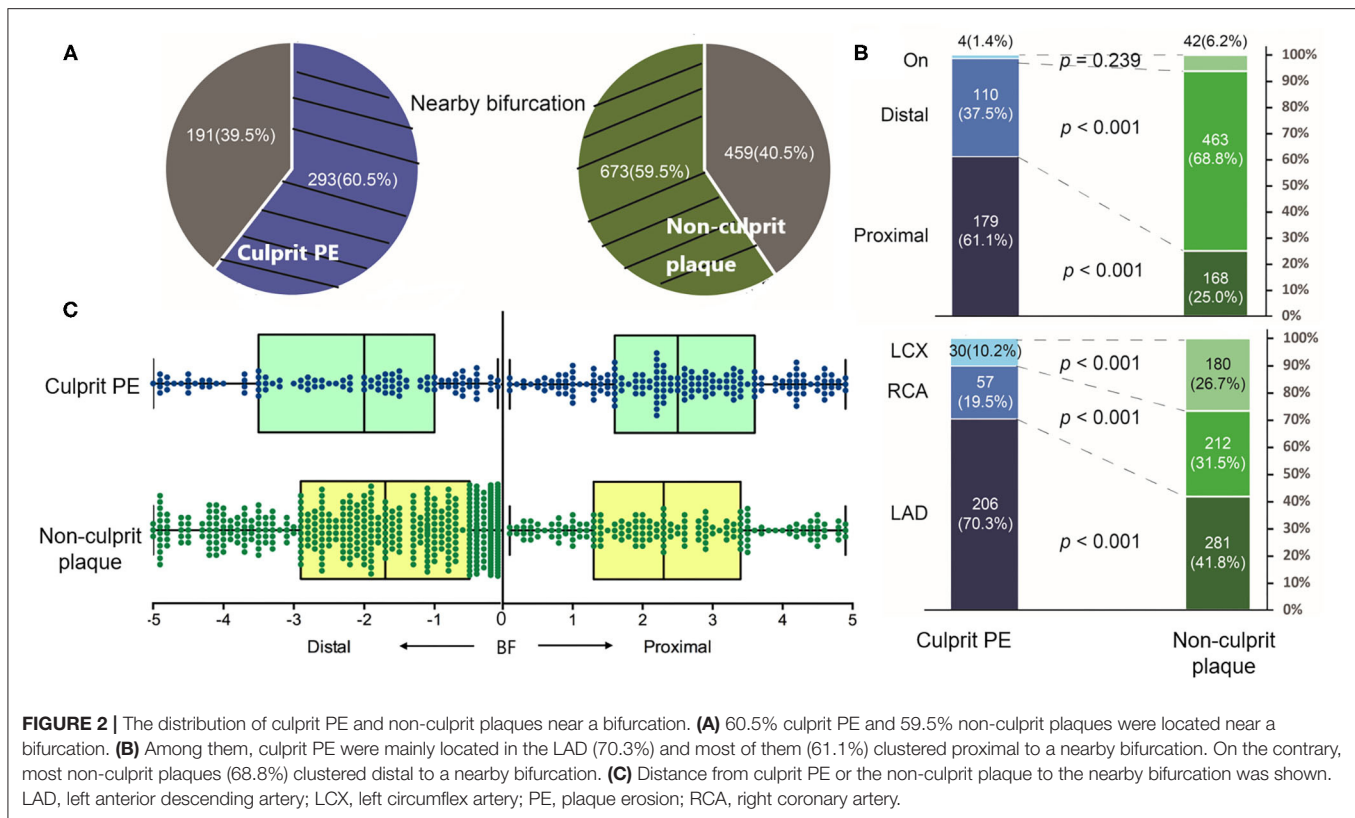 A
191(39.5%)
293(60.5%)
Culprit PE
Nearby bifurcation
673(59.5%)
459(40.5%)
Non-culprit
plaque
B
4(1.4%)
42(6.2%)
On
Distal
Proximal
110
(37.5%)
179
(61.1%)
p = 0.239
p < 0.001
p < 0.001
463
(68.8%)
168
(25.0%)
100%
90%
80%
70%
60%
50%
40%
30%
20%
10%
0%
LCX
RCA
LAD
30(10.2%)
57
(19.5%)
206
(70.3%)
p < 0.001
p < 0.001
p < 0.001
180
(26.7%)
212
(31.5%)
281
(41.8%)
100%
90%
80%
70%
60%
50%
40%
30%
20%
10%
0%
Culprit PE
Non-culprit
plaque
C
Culprit PE
Non-culprit
plaque
-5 -4 -3 -2 -1 0 1 2 3 4 5
Distal BF Proximal
FIGURE 2 | The distribution of culprit PE and non-culprit plaques near a bifurcation. (A) 60.5% culprit PE and 59.5% non-culprit plaques were located near a
bifurcation. (B) Among them, culprit PE were mainly located in the LAD (70.3%) and most of them (61.1%) clustered proximal to a nearby bifurcation. On the contrary,
most non-culprit plaques (68.8%) clustered distal to a nearby bifurcation. (C) Distance from culprit PE or the non-culprit plaque to the nearby bifurcation was shown.
LAD, left anterior descending artery; LCX, left circumflex artery; PE, plaque erosion; RCA, right coronary artery.